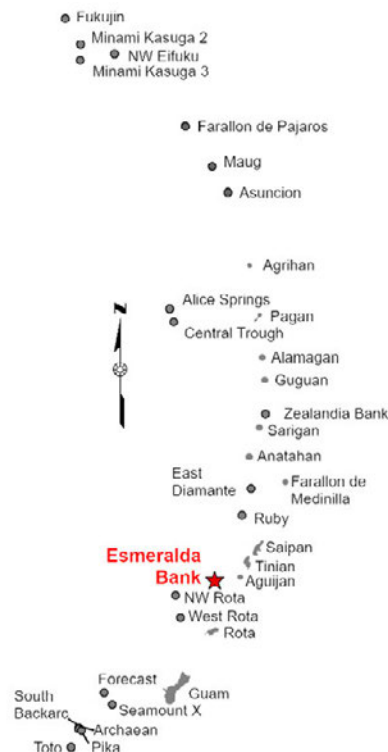 Fukujin
Minami Kasuga 2
NW Eifuku
Minami Kasuga 3
Farallon de Pajaros
Maug
Asuncion
Agrihan
N
Alice Springs
Pagan
Central Trough
Alamagan
Guguan
Zealandia Bank
Sarigan
Anatahan
East
Diamante
Farallon de
Medinilla
Ruby
Saipan
Tinian
Esmeralda
Bank
Aguijan
NW Rota
West Rota
Rota
Forecast
Guam
Seamount X
South
Backarc
Archaean
Toto
Pika